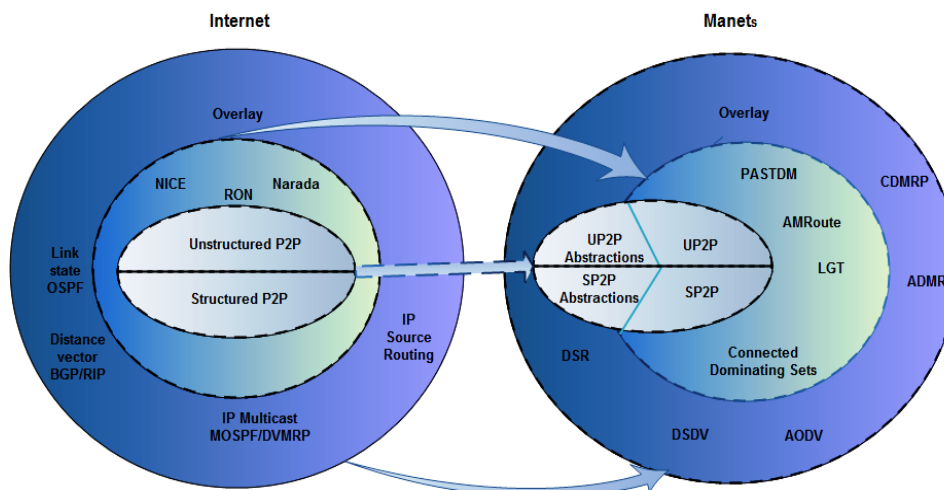 Internet
Overlay
NICE
RON
Narada
Unstructured P2P
Structured P2P
Link
state
OSPF
Distance
vector
BGP/RIP
IP
Source
Routing
IP Multicast
MOSPF/DVMRP
Manets
Overlay
PASTDM
CDMRP
AMRoute
UP2P
Abstractions
UP2P
LGT
SP2P
Abstractions
SP2P
ADMR
DSR
Connected
Dominating Sets
DSDV
AODV